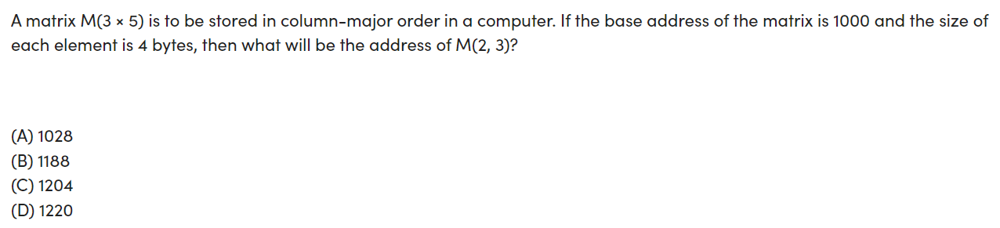 A matrix M(3 × 5) is to be stored in column-major order in a computer. If the base address of the matrix is 1000 and the size of
each element is 4 bytes, then what will be the address of M(2, 3)?
(A) 1028
(B) 1188
(C) 1204
(D) 1220